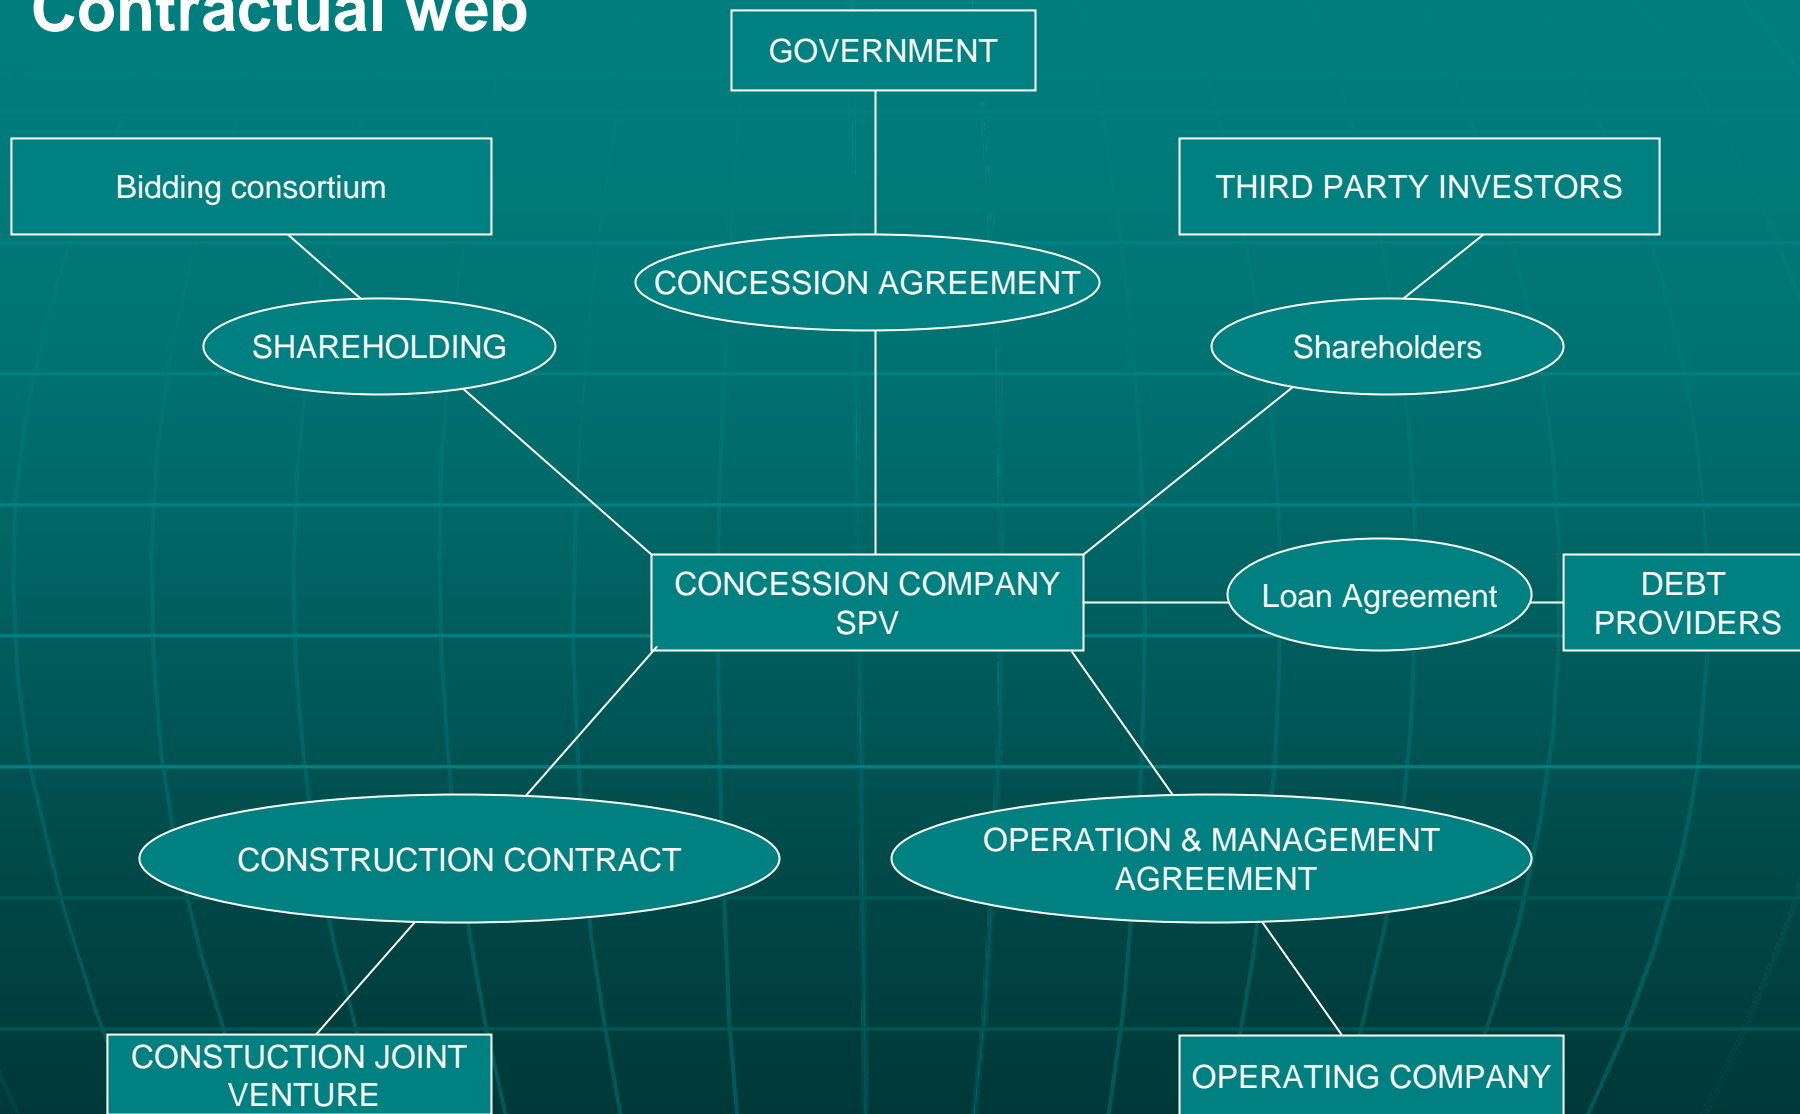 Contractual web
GOVERNMENT
Bidding consortium
THIRD PARTY INVESTORS
CONCESSION AGREEMENT
SHAREHOLDING
Shareholders
CONCESSION COMPANY
SPV
Loan Agreement
DEBT
PROVIDERS
CONSTRUCTION CONTRACT
OPERATION & MANAGEMENT
AGREEMENT
CONSTUCTION JOINT
VENTURE
OPERATING COMPANY